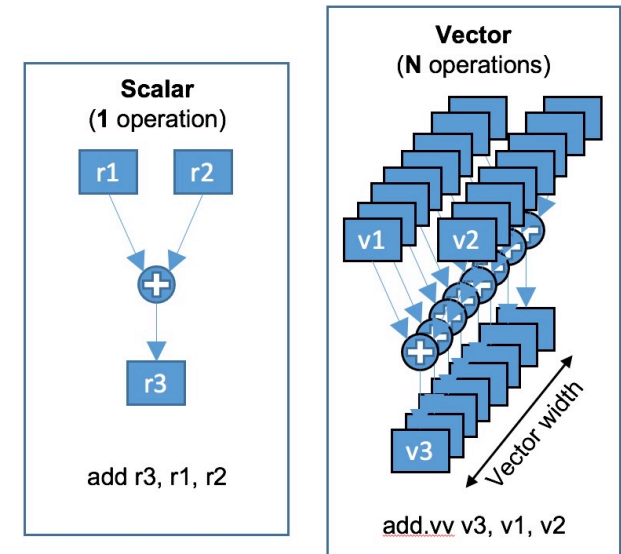 Scalar
(1 operation)
r1
r2
r3
add r3, r1, r2
Vector
(N operations)
v1
v2
v3
Vector width
add.vv v3, v1, v2